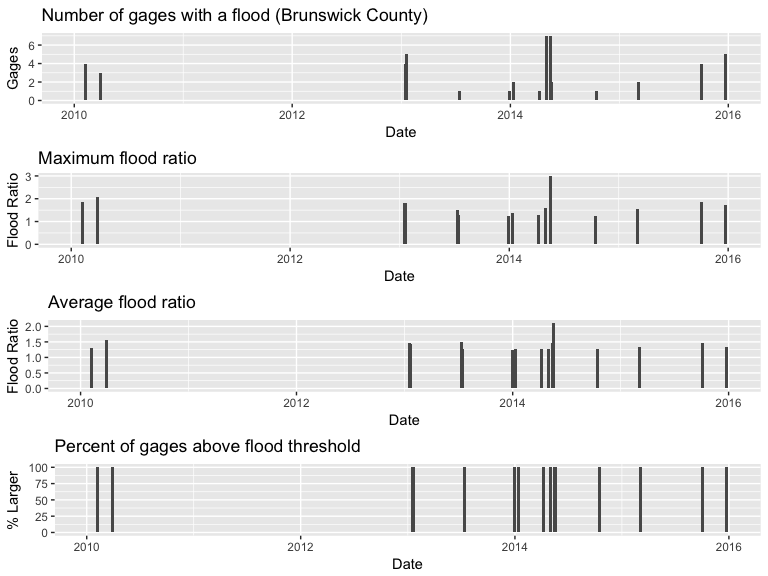 Number of gages with a flood (Brunswick County)
Gages
6
4
2
0
2010 2012 2014 2016
Date
Maximum flood ratio
Flood Ratio
3
2
1
0
2010 2012 2014 2016
Date
Average flood ratio
Flood Ratio
2.0
1.5
1.0
0.5
0.0
2010 2012 2014 2016
Date
Percent of gages above flood threshold
% Larger
100
75
50
25
0
2010 2012 2014 2016
Date